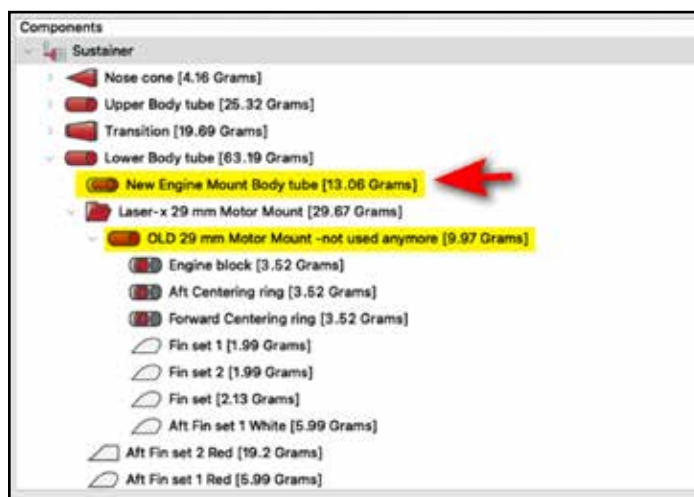 Components
Sustainer
Nose cone [4.16 Grams]
Upper Body tube [25.32 Grams]
Transition [19.69 Grams]
Lower Body tube [63.19 Grams]
New Engine Mount Body tube [13.06 Grams]
Laser-x 29 mm Motor Mount [29.67 Grams]
OLD 29 mm Motor Mount -not used anymore [9.97 Grams]
Engine block [3.52 Grams]
Aft Centering ring [3.52 Grams]
Forward Centering ring [3.52 Grams]
Fin set 1 [1.99 Grams]
Fin set 2 [1.99 Grams]
Fin set [2.13 Grams]
Aft Fin set 1 White [5.99 Grams]
Aft Fin set 2 Red [19.2 Grams]
Aft Fin set 1 Red [5.99 Grams]